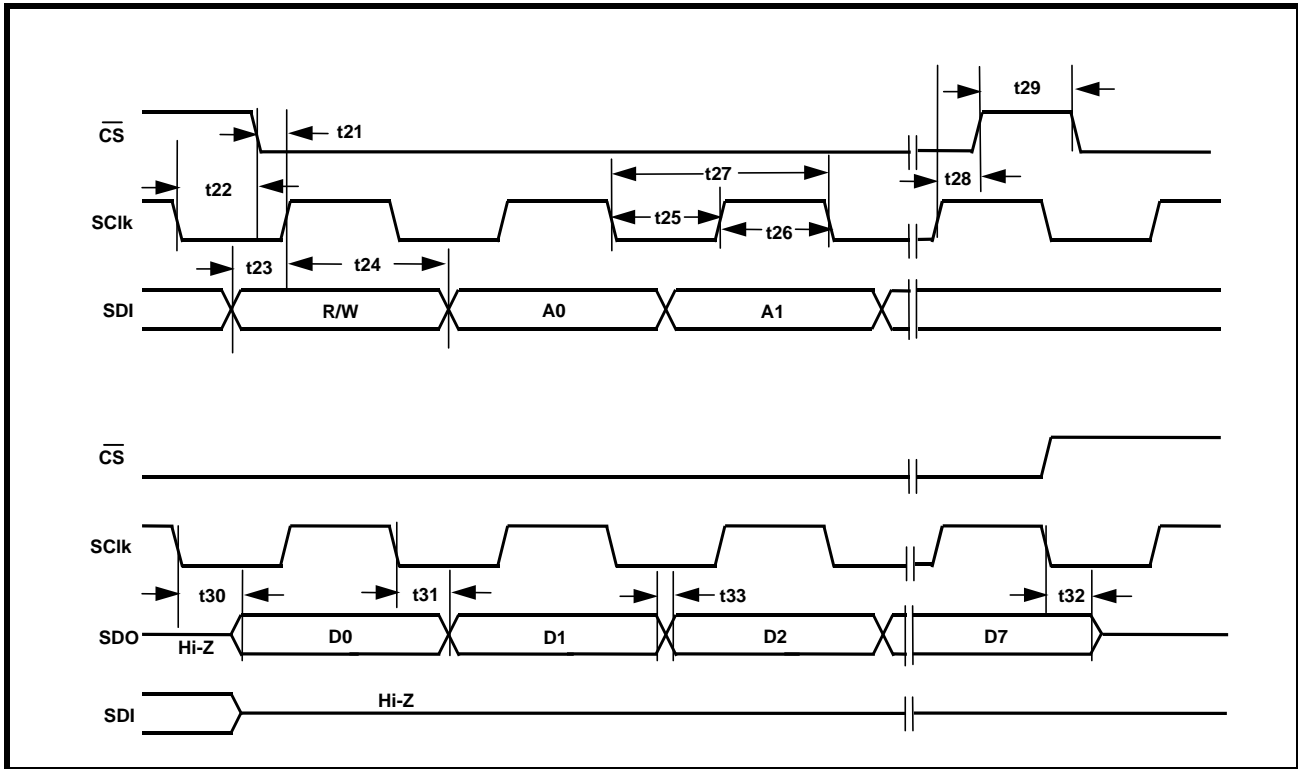 t29
CS
t21
t22
t27
t28
SClk
t25
t26
t23
t24
SDI
R/W
A0
A1
CS
SClk
t30
t31
t33
t32
SDO
Hi-Z
D0
D1
D2
D7
Hi-Z
SDI